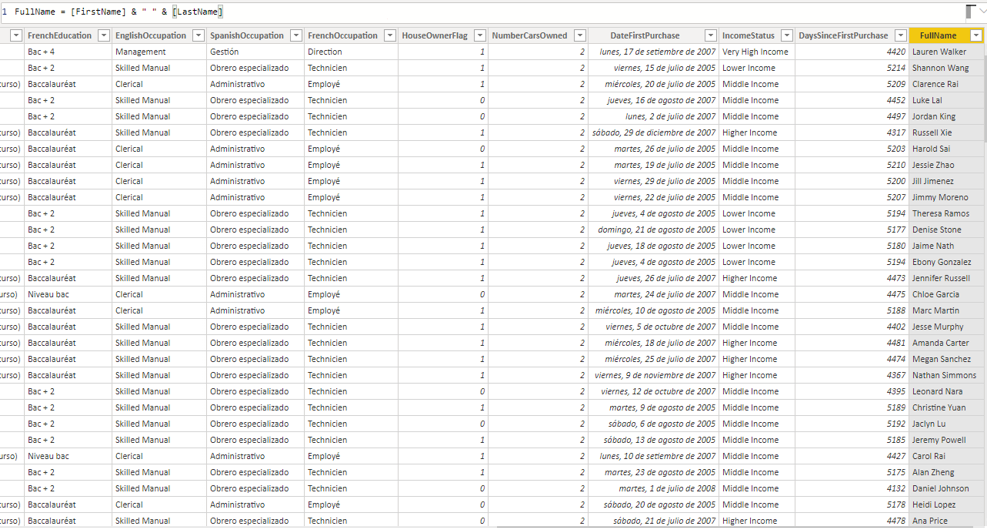 1 FullName = [FirstName] & " " & [LastName]
FrenchEducation EnglishOccupation SpanishOccupation FrenchOccupation HouseOwnerFlag NumberCarsOwned DateFirstPurchase IncomeStatus DaysSinceFirstPurchase FullName
Bac + 4 Management Gestión Direction 1 2 lunes, 17 de setiembre de 2007 Very High Income 4420 Lauren Walker
Bac + 2 Skilled Manual Obrero especializado Technicien 1 2 viernes, 15 de julio de 2005 Lower Income 5214 Shannon Wang
curso) Baccalauréat Clerical Administrativo Employé 1 2 miércoles, 20 de julio de 2005 Middle Income 5209 Clarence Rai
Bac + 2 Skilled Manual Obrero especializado Technicien 0 2 jueves, 16 de agosto de 2007 Middle Income 4452 Luke Lal
Bac + 2 Skilled Manual Obrero especializado Technicien 0 2 lunes, 2 de julio de 2007 Middle Income 4497 Jordan King
curso) Baccalauréat Skilled Manual Obrero especializado Technicien 1 2 sábado, 29 de diciembre de 2007 Higher Income 4317 Russell Xie
curso) Baccalauréat Clerical Administrativo Employé 0 2 martes, 26 de julio de 2005 Middle Income 5203 Harold Sai
curso) Baccalauréat Clerical Administrativo Employé 1 2 martes, 19 de julio de 2005 Middle Income 5210 Jessie Zhao
curso) Baccalauréat Clerical Administrativo Employé 1 2 viernes, 29 de julio de 2005 Middle Income 5200 Jill Jimenez
curso) Baccalauréat Clerical Administrativo Employé 1 2 viernes, 22 de julio de 2005 Middle Income 5207 Jimmy Moreno
Bac + 2 Skilled Manual Obrero especializado Technicien 1 2 jueves, 4 de agosto de 2005 Lower Income 5194 Theresa Ramos
Bac + 2 Skilled Manual Obrero especializado Technicien 1 2 domingo, 21 de agosto de 2005 Lower Income 5177 Denise Stone
Bac + 2 Skilled Manual Obrero especializado Technicien 1 2 jueves, 18 de agosto de 2005 Lower Income 5180 Jaime Nath
Bac + 2 Skilled Manual Obrero especializado Technicien 1 2 jueves, 4 de agosto de 2005 Lower Income 5194 Ebony Gonzalez
curso) Baccalauréat Skilled Manual Obrero especializado Technicien 1 2 jueves, 26 de julio de 2007 Higher Income 4473 Jennifer Russell
urso) Niveau bac Clerical Administrativo Employé 0 2 martes, 24 de julio de 2007 Middle Income 4475 Chloe Garcia
curso) Baccalauréat Clerical Administrativo Employé 1 2 miércoles, 10 de agosto de 2005 Middle Income 5188 Marc Martin
curso) Baccalauréat Skilled Manual Obrero especializado Technicien 1 2 viernes, 5 de octubre de 2007 Middle Income 4402 Jesse Murphy
curso) Baccalauréat Skilled Manual Obrero especializado Technicien 1 2 miércoles, 18 de julio de 2007 Higher Income 4481 Amanda Carter
curso) Baccalauréat Skilled Manual Obrero especializado Technicien 1 2 miércoles, 25 de julio de 2007 Higher Income 4474 Megan Sanchez
curso) Baccalauréat Skilled Manual Obrero especializado Technicien 1 2 viernes, 9 de noviembre de 2007 Higher Income 4367 Nathan Simmons
Bac + 2 Skilled Manual Obrero especializado Technicien 0 2 viernes, 12 de octubre de 2007 Middle Income 4395 Leonard Nara
Bac + 2 Skilled Manual Obrero especializado Technicien 1 2 martes, 9 de agosto de 2005 Middle Income 5189 Christine Yuan
Bac + 2 Skilled Manual Obrero especializado Technicien 0 2 sábado, 6 de agosto de 2005 Middle Income 5192 Jaclyn Lu
Bac + 2 Skilled Manual Obrero especializado Technicien 1 2 sábado, 13 de agosto de 2005 Middle Income 5185 Jeremy Powell
urso) Niveau bac Clerical Administrativo Employé 1 2 lunes, 10 de setiembre de 2007 Middle Income 4427 Carol Rai
Bac + 2 Skilled Manual Obrero especializado Technicien 1 2 martes, 23 de agosto de 2005 Middle Income 5175 Alan Zheng
Bac + 2 Skilled Manual Obrero especializado Technicien 0 2 martes, 1 de julio de 2008 Middle Income 4132 Daniel Johnson
curso) Baccalauréat Clerical Administrativo Employé 0 2 sábado, 20 de agosto de 2005 Middle Income 5178 Heidi Lopez
curso) Baccalauréat Skilled Manual Obrero especializado Technicien 0 2 sábado, 21 de julio de 2007 Higher Income 4478 Ana Price